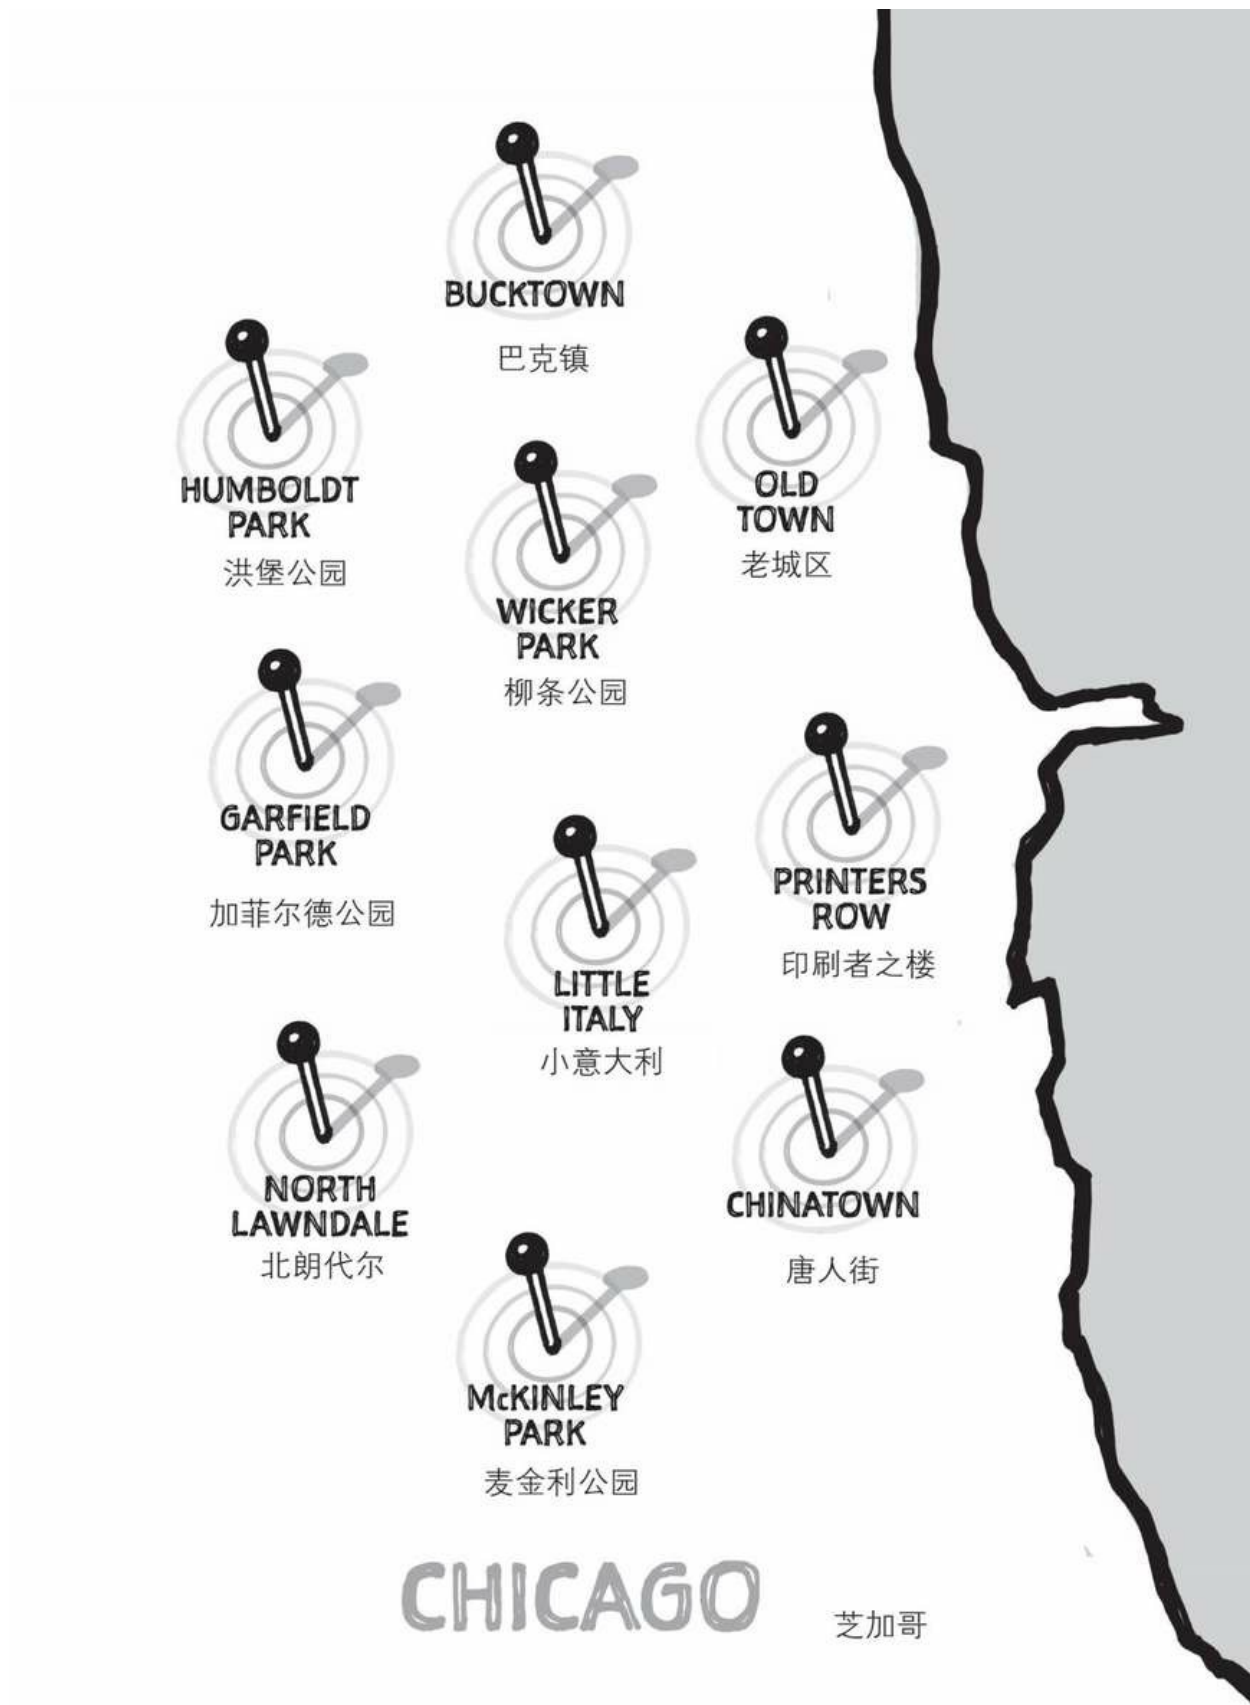 BUCKTOWN
巴克镇
HUMBOLDT
PARK
洪堡公园
OLD
TOWN
老城区
WICKER
PARK
柳条公园
GARFIELD
PARK
加菲尔德公园
PRINTERS
ROW
印刷者之楼
LITTLE
ITALY
小意大利
NORTH
LAWNDALE
北朗代尔
CHINATOWN
唐人街
McKINLEY
PARK
麦金利公园
CHICAGO
芝加哥